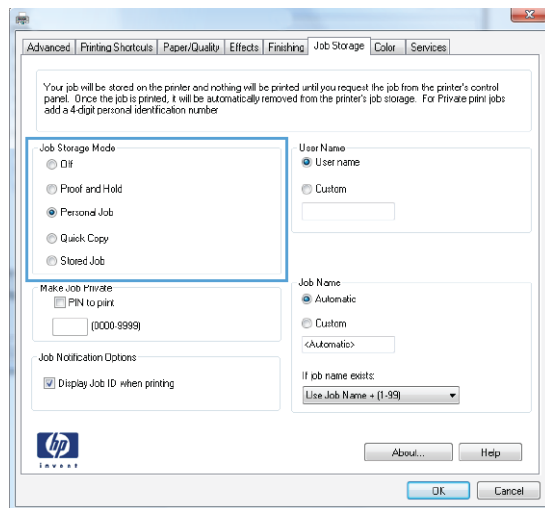 Advanced Printing Shortcuts Paper/Quality Effects Finishing Job Storage Color Services
Your job will be stored on the printer and nothing will be printed until you request the job from the printer's control
panel. Once the job is printed, it will be automatically removed from the printer's job storage. For Private print jobs
add a 4-digit personal identification number
Job Storage Mode
Off
Proof and Hold
Personal Job
Quick Copy
Stored Job
User Name
User name
Custom
Make Job Private
PIN to print
(0000-9999)
Job Notification Options
Display Job ID when printing
Job Name
Automatic
Custom
<Automatic>
If job name exists:
Use Job Name + (1-99)
hp
invent
About... Help
OK Cancel